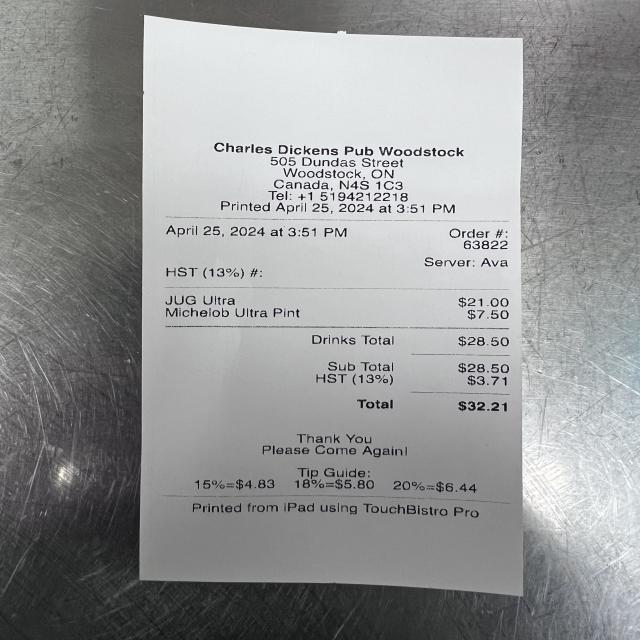 Charles Dickens Pub Woodstock
505 Dundas Street
Woodstock, ON
Canada, N4S 1C3
Tel: +1 5194212218
Printed April 25, 2024 at 3:51 PM
April 25, 2024 at 3:51 PM Order #:
63822
Server: Ava
HST (13%) #:
JUG Ultra $21.00
Michelob Ultra Pint $7.50
Drinks Total $28.50
Sub Total $28.50
HST (13%) $3.71
Total $32.21
Thank You
Please Come Again!
Tip Guide:
15%=$4.83 18%=$5.80 20%=$6.44
Printed from iPad using TouchBistro Pro